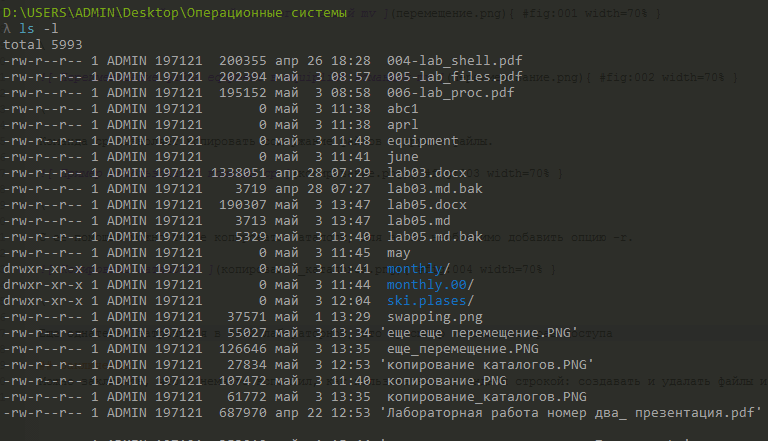 D:\USERS\ADMIN\Desktop\Операционные системы
λ ls -l
total 5993
-rw-r--r-- 1 ADMIN 197121  200355 апр 26 18:28  004-lab_shell.pdf
-rw-r--r-- 1 ADMIN 197121  202394 май  3 08:57  005-lab_files.pdf
-rw-r--r-- 1 ADMIN 197121  195152 май  3 08:58  006-lab_proc.pdf
-rw-r--r-- 1 ADMIN 197121       0 май  3 11:38  abc1
-rw-r--r-- 1 ADMIN 197121       0 май  3 11:38  aprl
-rw-r--r-- 1 ADMIN 197121       0 май  3 11:48  equipment
-rw-r--r-- 1 ADMIN 197121       0 май  3 11:41  june
-rw-r--r-- 1 ADMIN 197121 1338051 апр 28 07:27  lab03.docx
-rw-r--r-- 1 ADMIN 197121    3719 апр 28 07:27  lab03.md.bak
-rw-r--r-- 1 ADMIN 197121  190307 май  3 13:47  lab05.docx
-rw-r--r-- 1 ADMIN 197121    3713 май  3 13:47  lab05.md
-rw-r--r-- 1 ADMIN 197121    5329 май  3 13:40  lab05.md.bak
-rw-r--r-- 1 ADMIN 197121       0 май  3 11:45  may
drwxr-xr-x 1 ADMIN 197121       0 май  3 11:41  monthly/
drwxr-xr-x 1 ADMIN 197121       0 май  3 11:44  monthly.00/
drwxr-xr-x 1 ADMIN 197121       0 май  3 12:04  ski.plases/
-rw-r--r-- 1 ADMIN 197121   37571 май  1 13:29  swapping.png
-rw-r--r-- 1 ADMIN 197121   55027 май  3 13:34 'еще еще перемещение.PNG'
-rw-r--r-- 1 ADMIN 197121  126646 май  3 13:35  еще_перемещение.PNG
-rw-r--r-- 1 ADMIN 197121   27834 май  3 12:53 'копирование каталогов.PNG'
-rw-r--r-- 1 ADMIN 197121  107472 май  3 11:40  копирование.PNG
-rw-r--r-- 1 ADMIN 197121   61772 май  3 13:35  копирование_каталогов.PNG
-rw-r--r-- 1 ADMIN 197121  687970 апр 22 12:53 'Лабораторная работа номер два_ презентация.pdf'